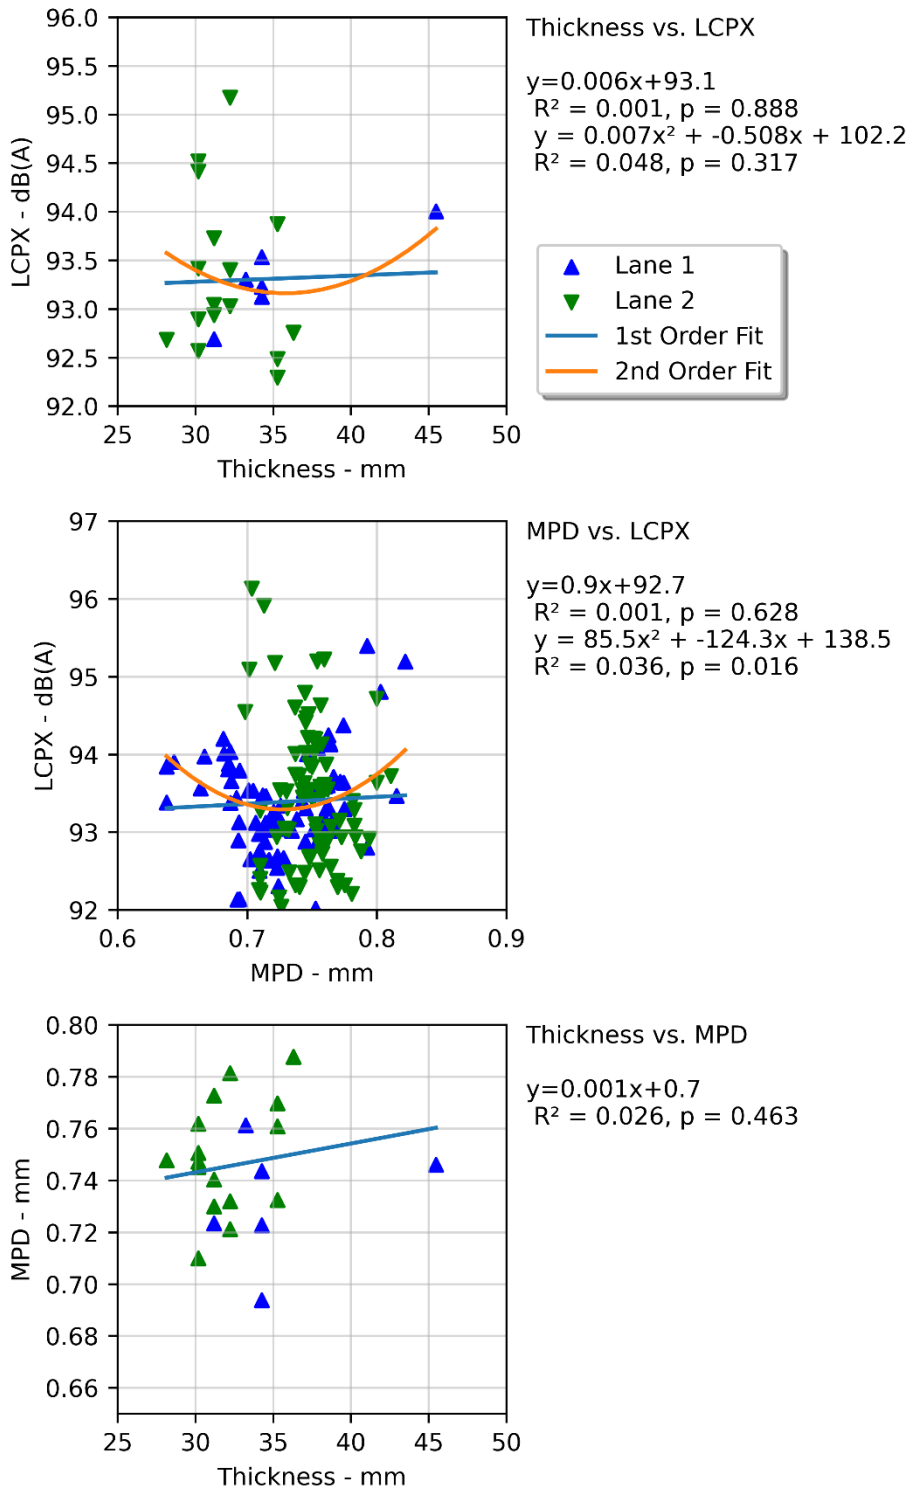 Thickness vs. LCPX
y=0.006x+93.1
R² = 0.001, p = 0.888
y = 0.007x² + -0.508x + 102.2
R² = 0.048, p = 0.317
LCPX - dB(A)
96.0
95.5
95.0
94.5
94.0
93.5
93.0
92.5
92.0
25 30 35 40 45 50
Thickness - mm
Lane 1
Lane 2
1st Order Fit
2nd Order Fit
MPD vs. LCPX
y=0.9x+92.7
R² = 0.001, p = 0.628
y = 85.5x² + -124.3x + 138.5
R² = 0.036, p = 0.016
LCPX - dB(A)
97
96
95
94
93
92
0.6 0.7 0.8 0.9
MPD - mm
Thickness vs. MPD
y=0.001x+0.7
R² = 0.026, p = 0.463
MPD - mm
0.80
0.78
0.76
0.74
0.72
0.70
0.68
0.66
25 30 35 40 45 50
Thickness - mm